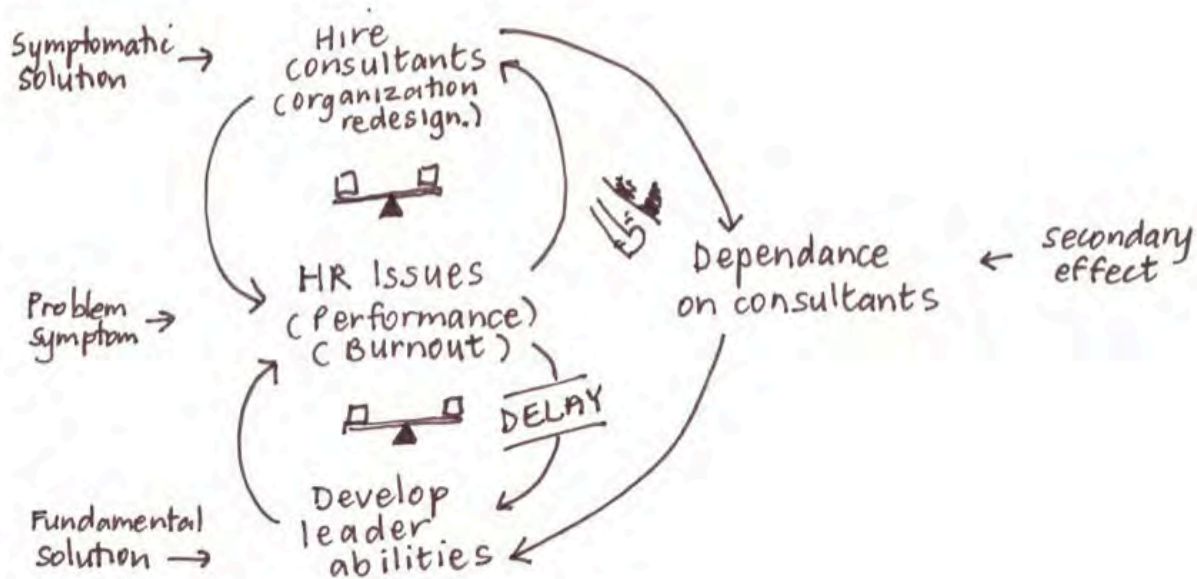 Symptomatic
solution →
Hire
consultants
(organization
redesign.)
Dependance
on consultants
← secondary
effect
Problem →
symptom
HR Issues
(Performance)
(Burnout)
DELAY
Fundamental
solution →
Develop
leader
abilities